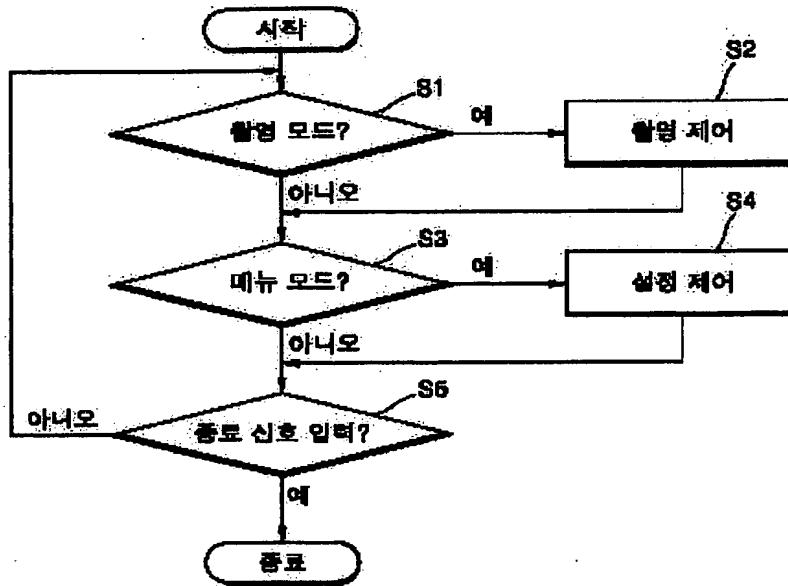 시작
S1
촬영 모드?
예
S2
촬영 제어
아니오
S3
메뉴 모드?
예
S4
설정 제어
아니오
S5
종료 신호 입력?
아니오
예
종료